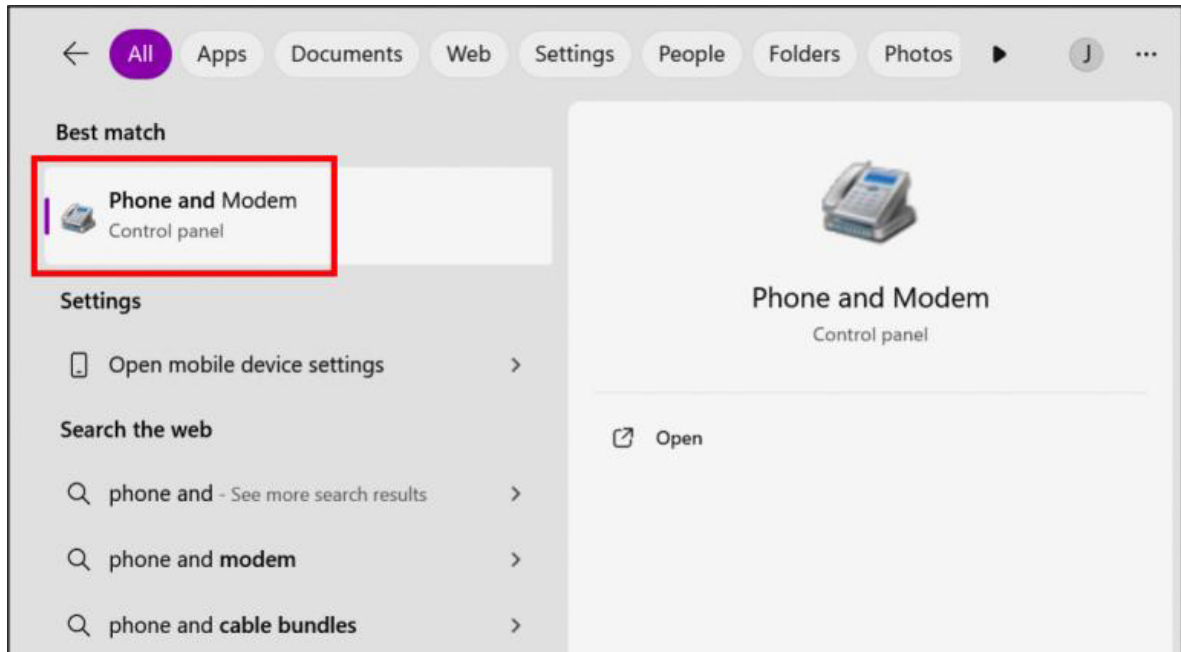 All Apps Documents Web Settings People Folders Photos J ...
Best match
Phone and Modem
Control panel
Settings
Open mobile device settings
Search the web
phone and - See more search results
phone and modem
phone and cable bundles
Phone and Modem
Control panel
Open